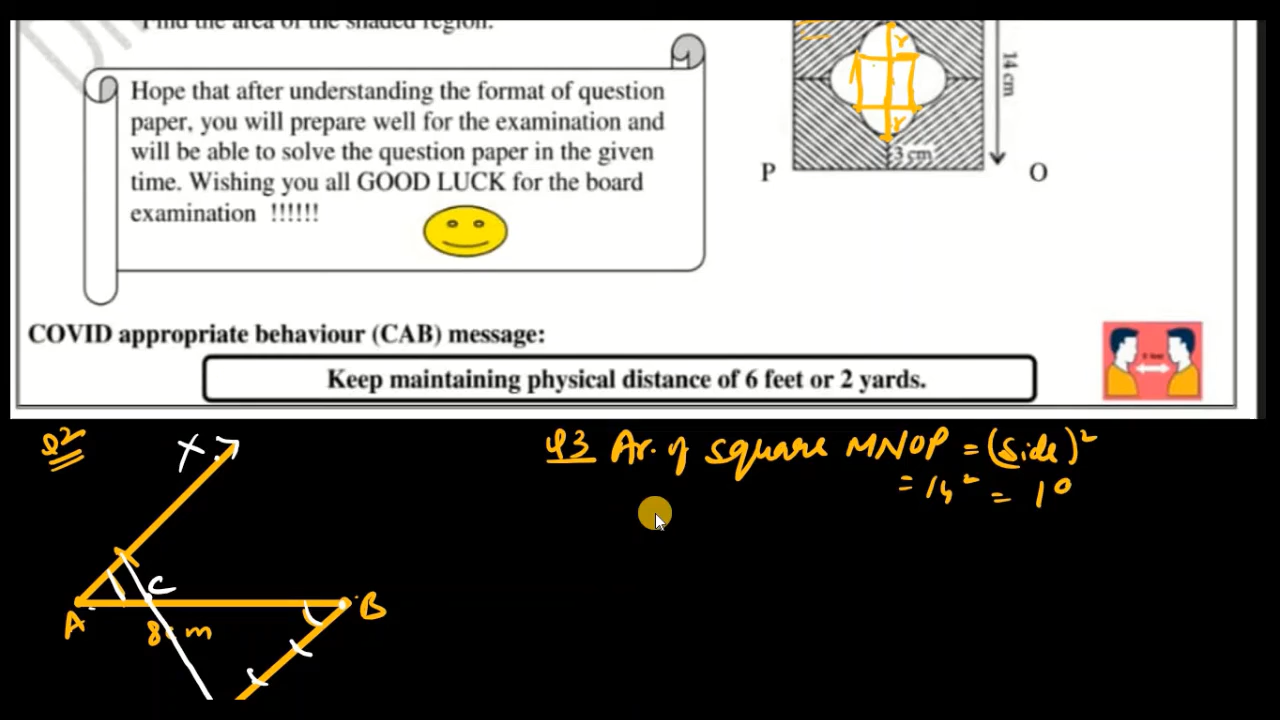 Find the area of the shaded region.
Hope that after understanding the format of question
paper, you will prepare well for the examination and
will be able to solve the question paper in the given
time. Wishing you all GOOD LUCK for the board
examination !!!!!!
r
r
14 cm
3 cm
P
O
COVID appropriate behaviour (CAB) message:
Keep maintaining physical distance of 6 feet or 2 yards.
Q2
X
C
A
B
8cm
Q3 Ar. of square MNOP = (side)²
= 14² = 10